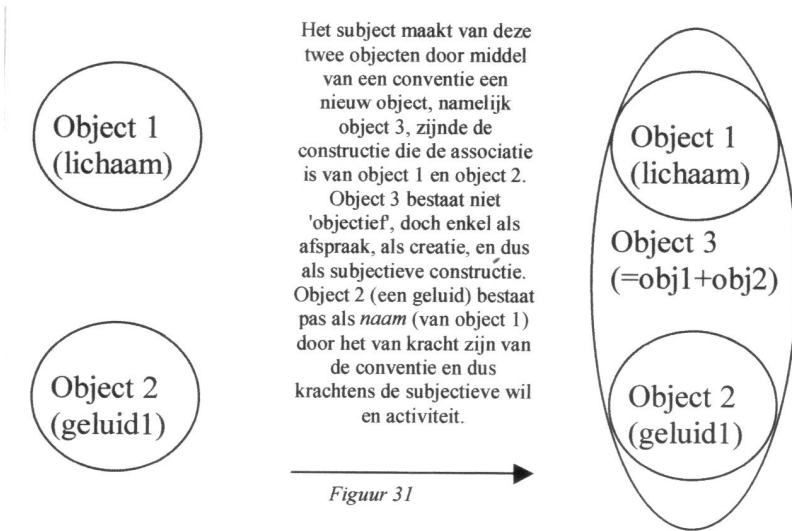 Object 1
(lichaam)
Object 2
(geluid1)
Het subject maakt van deze
twee objecten door middel
van een conventie een
nieuw object, namelijk
object 3, zijnde de
constructie die de associatie
is van object 1 en object 2.
Object 3 bestaat niet
'objectief', doch enkel als
afspraak, als creatie, en dus
als subjectieve constructie.
Object 2 (een geluid) bestaat
pas als naam (van object 1)
door het van kracht zijn van
de conventie en dus
krachtens de subjectieve wil
en activiteit.
Figuur 31
Object 1
(lichaam)
Object 3
(=obj1+obj2)
Object 2
(geluid1)